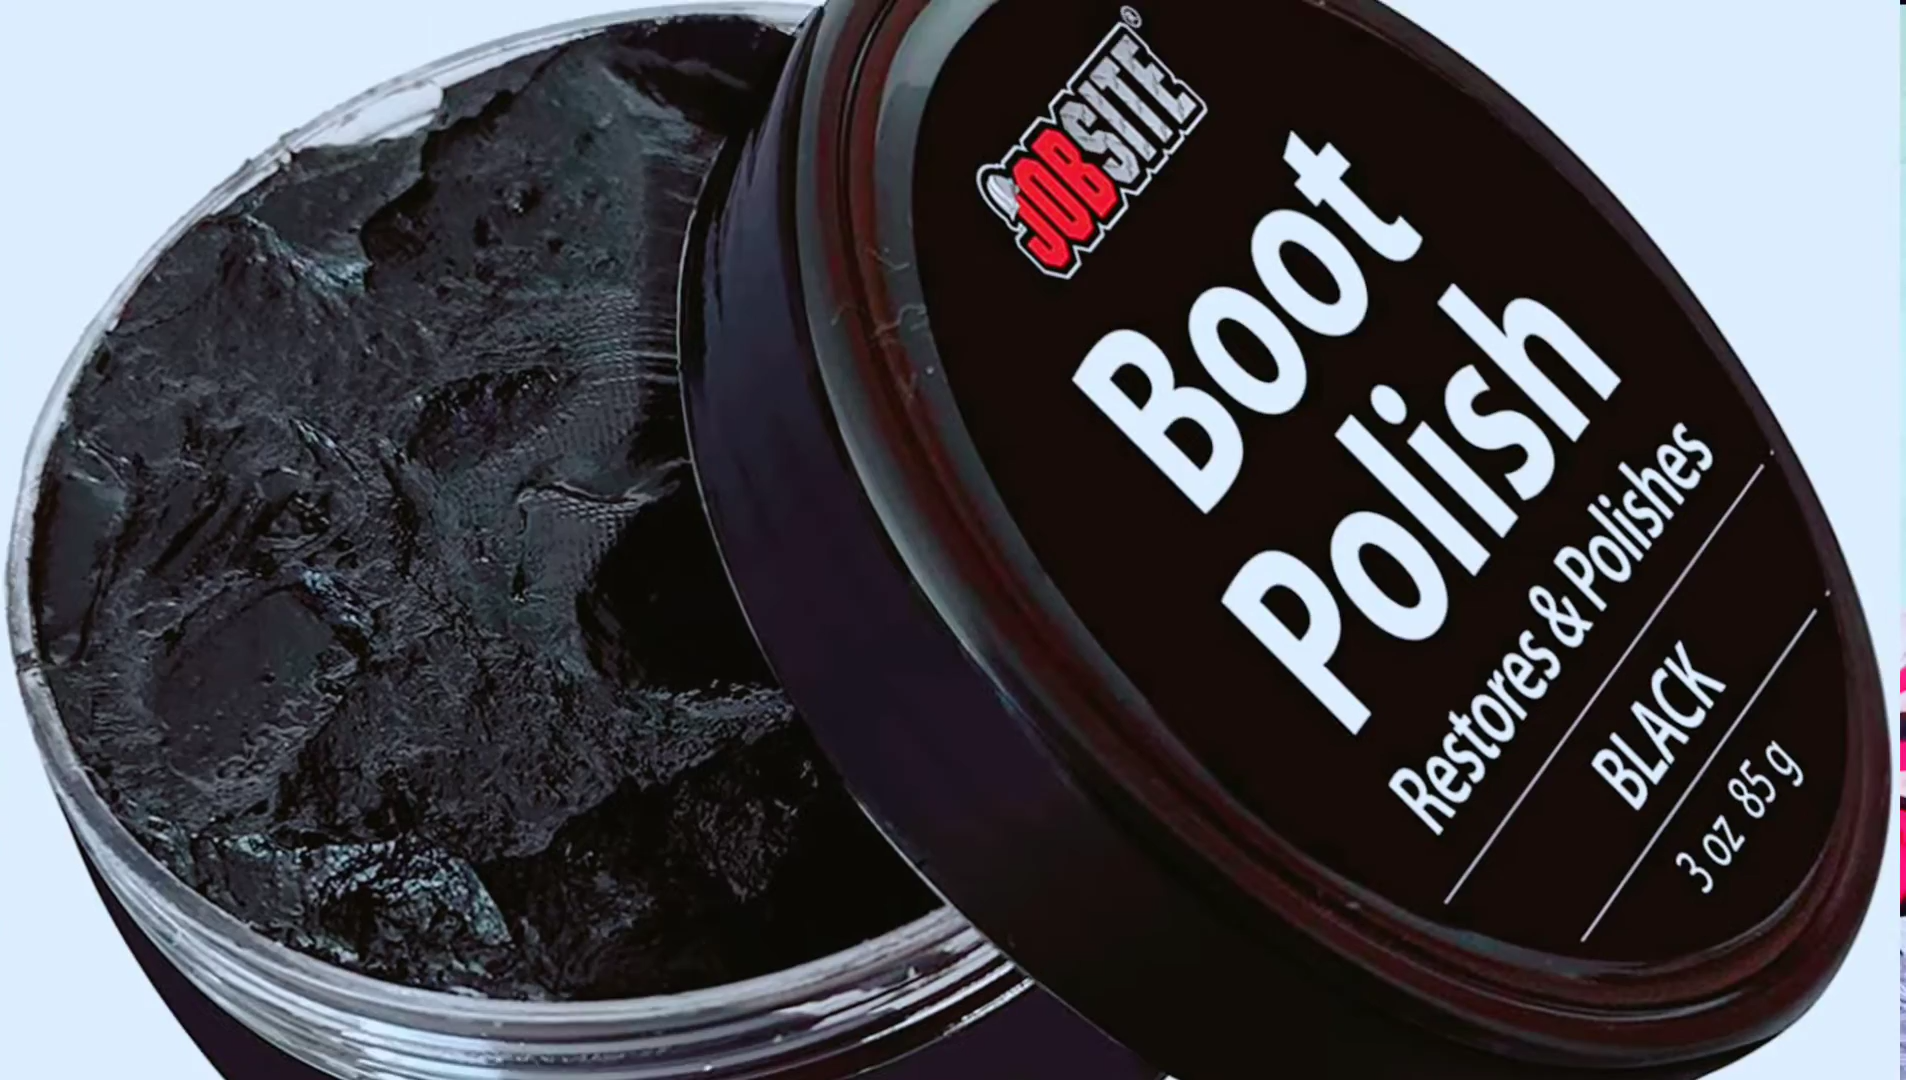 JOBSITE®
Boot
Polish
Restores & Polishes
BLACK
3 oz 85 g